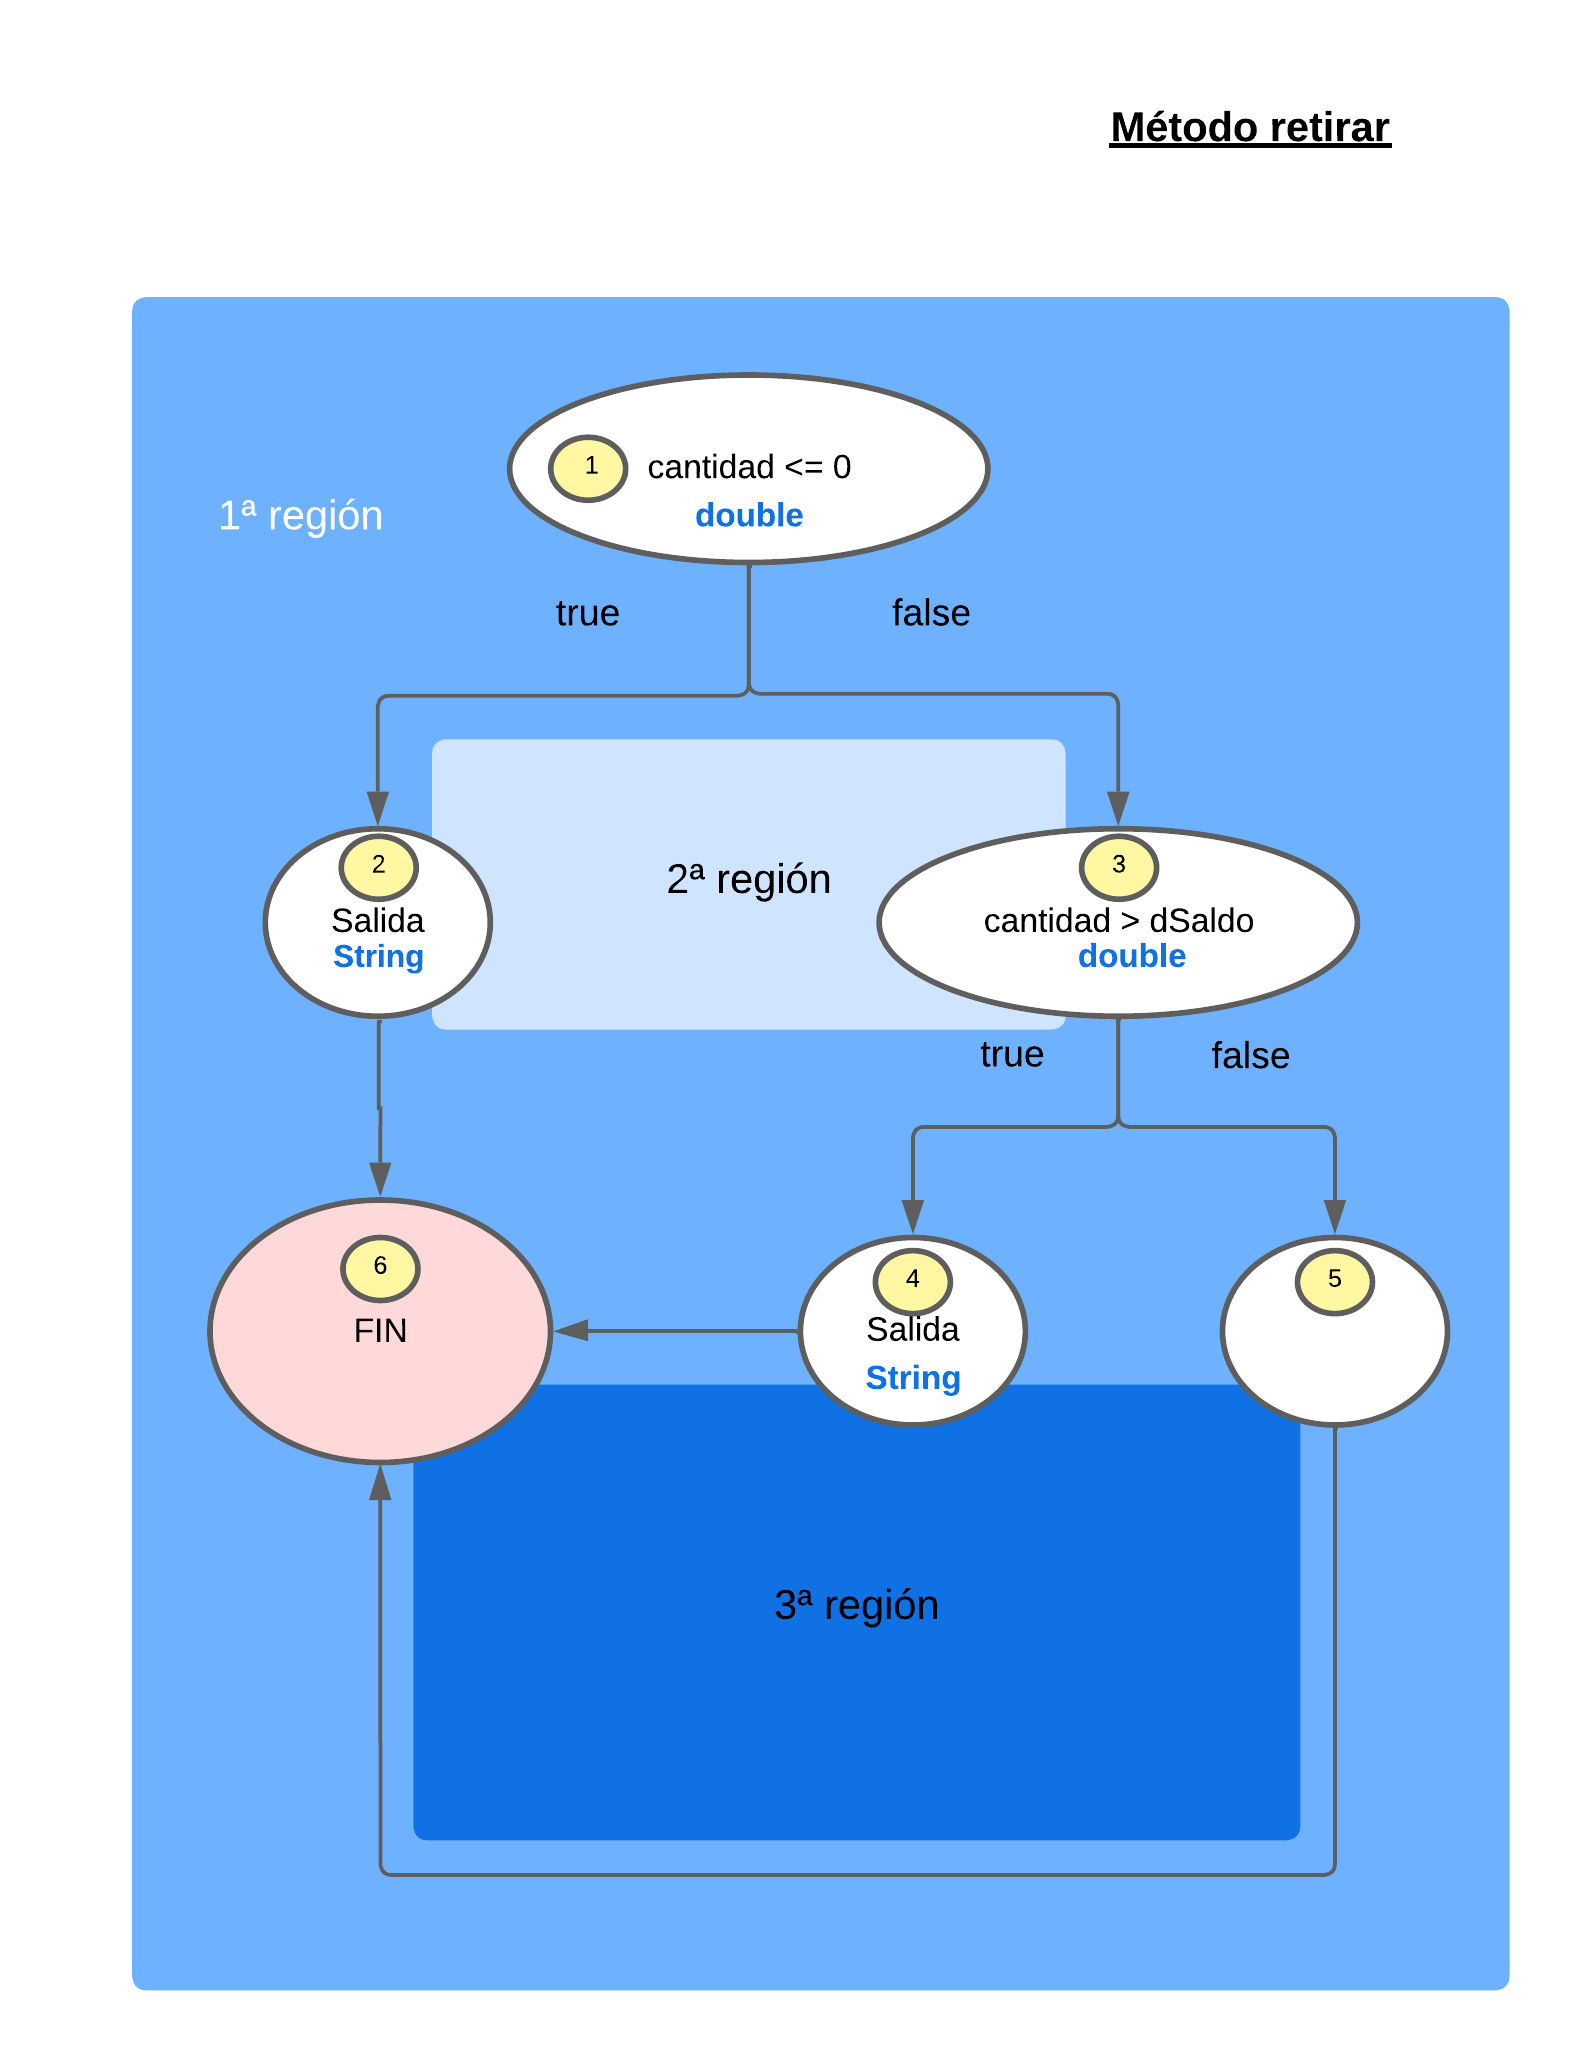 Método retirar
1 cantidad <= 0
double
1ª región
true false
2ª región
2
Salida
String
3
cantidad > dSaldo
double
true false
6
FIN
4
Salida
String
5
3ª región